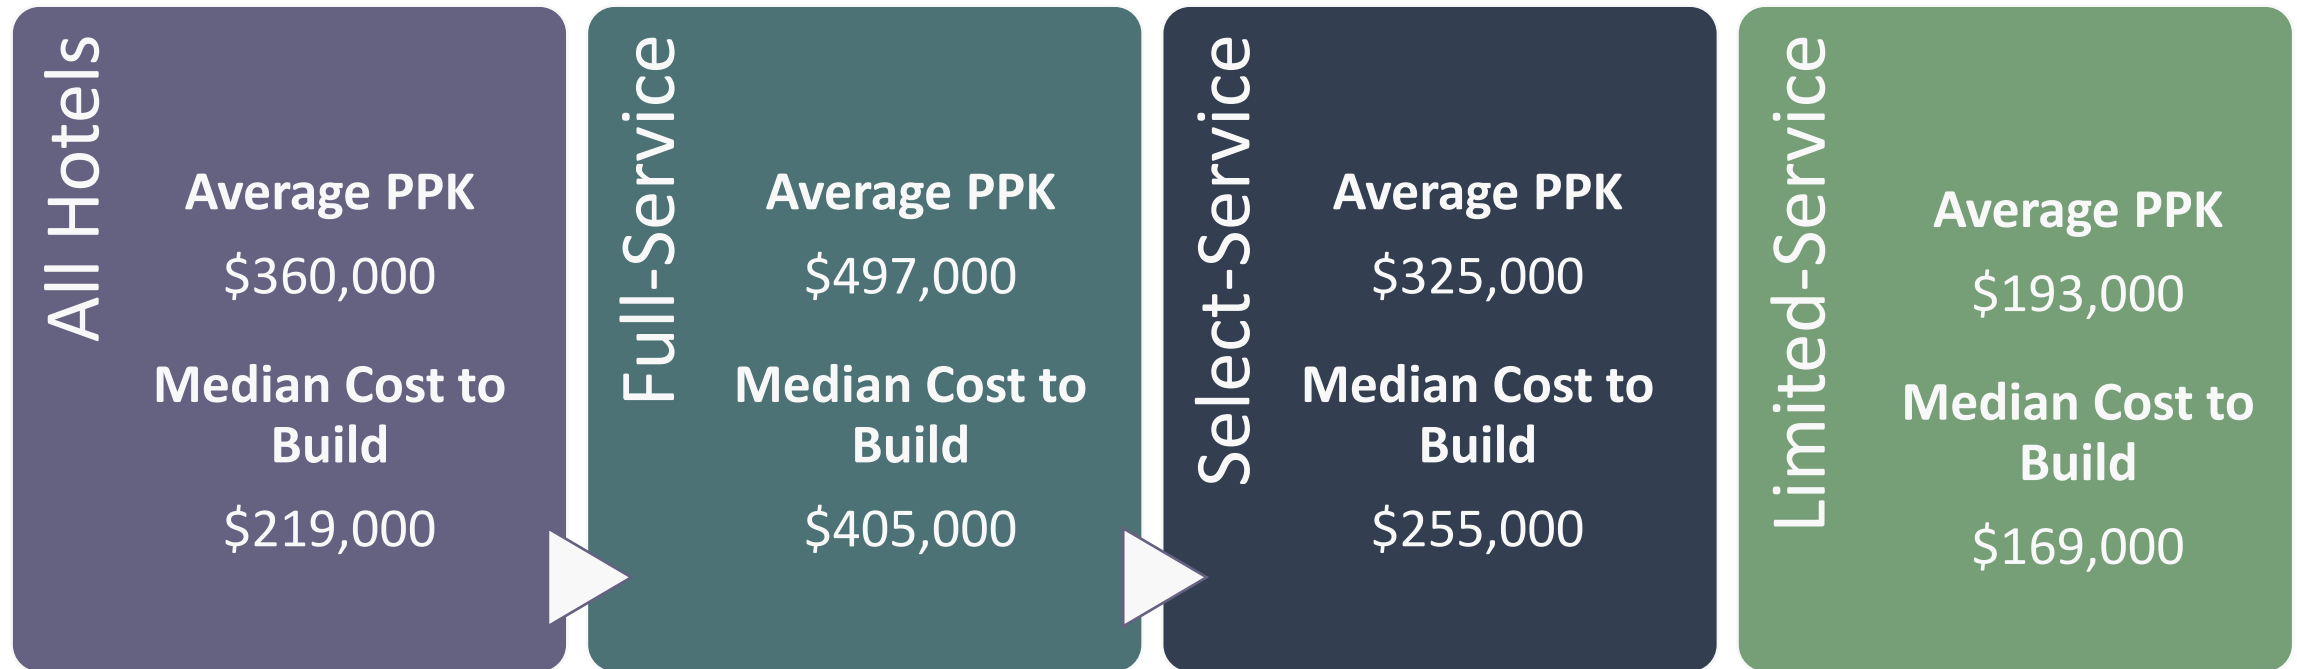 All Hotels
Average PPK
$360,000
Median Cost to
Build
$219,000
Full-Service
Average PPK
$497,000
Median Cost to
Build
$405,000
Select-Service
Average PPK
$325,000
Median Cost to
Build
$255,000
Limited-Service
Average PPK
$193,000
Median Cost to
Build
$169,000